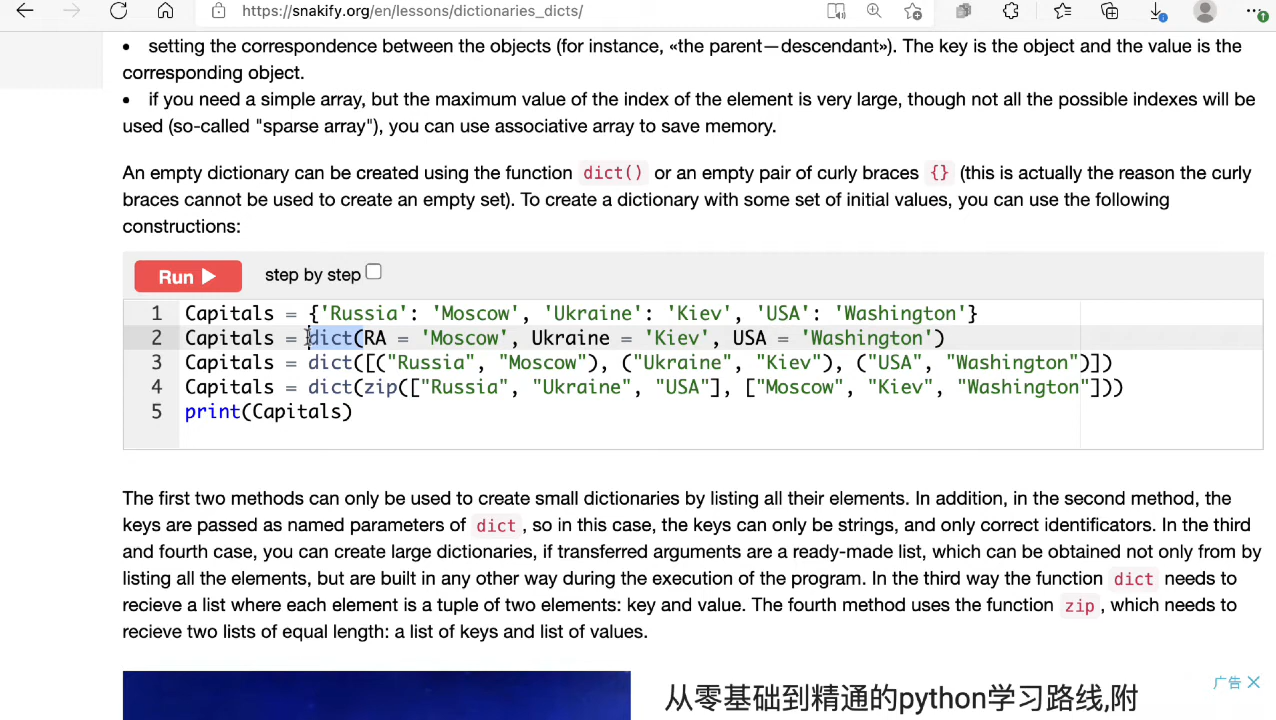 https://snakify.org/en/lessons/dictionaries_dicts/
• setting the correspondence between the objects (for instance, «the parent—descendant»). The key is the object and the value is the
corresponding object.
• if you need a simple array, but the maximum value of the index of the element is very large, though not all the possible indexes will be
used (so-called "sparse array"), you can use associative array to save memory.
An empty dictionary can be created using the function dict() or an empty pair of curly braces {} (this is actually the reason the curly
braces cannot be used to create an empty set). To create a dictionary with some set of initial values, you can use the following
constructions:
Run step by step
1 Capitals = {'Russia': 'Moscow', 'Ukraine': 'Kiev', 'USA': 'Washington'}
2 Capitals = dict(RA = 'Moscow', Ukraine = 'Kiev', USA = 'Washington')
3 Capitals = dict([("Russia", "Moscow"), ("Ukraine", "Kiev"), ("USA", "Washington")])
4 Capitals = dict(zip(["Russia", "Ukraine", "USA"], ["Moscow", "Kiev", "Washington"]))
5 print(Capitals)
The first two methods can only be used to create small dictionaries by listing all their elements. In addition, in the second method, the
keys are passed as named parameters of dict, so in this case, the keys can only be strings, and only correct identificators. In the third
and fourth case, you can create large dictionaries, if transferred arguments are a ready-made list, which can be obtained not only from by
listing all the elements, but are built in any other way during the execution of the program. In the third way the function dict needs to
recieve a list where each element is a tuple of two elements: key and value. The fourth method uses the function zip, which needs to
recieve two lists of equal length: a list of keys and list of values.
广告
从零基础到精通的python学习路线,附